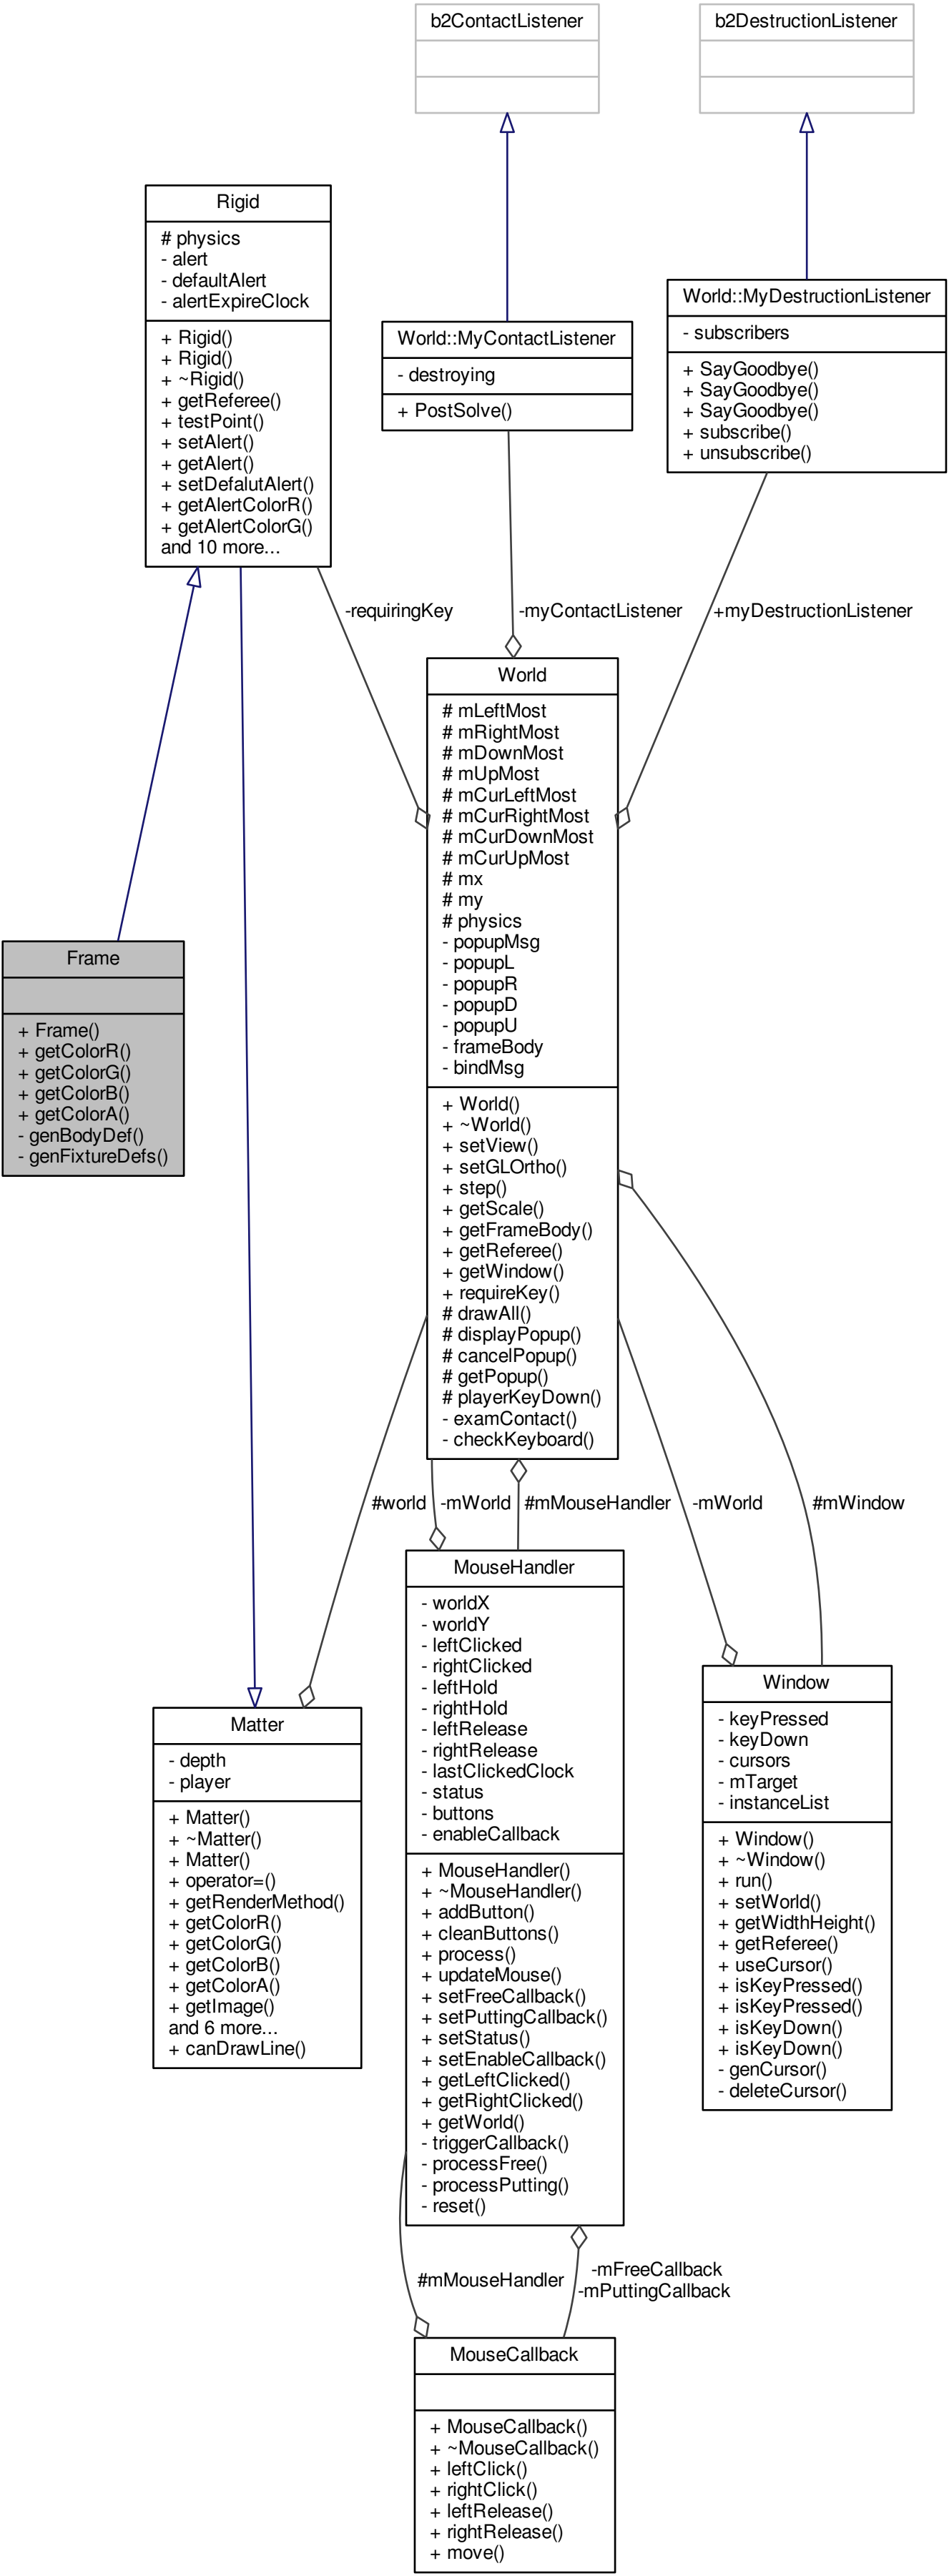 b2ContactListener
b2DestructionListener
Rigid
# physics
- alert
- defaultAlert
- alertExpireClock
+ Rigid()
+ Rigid()
+ ~Rigid()
+ getReferee()
+ testPoint()
+ setAlert()
+ getAlert()
+ setDefalutAlert()
+ getAlertColorR()
+ getAlertColorG()
and 10 more...
World::MyContactListener
- destroying
+ PostSolve()
World::MyDestructionListener
- subscribers
+ SayGoodbye()
+ SayGoodbye()
+ SayGoodbye()
+ subscribe()
+ unsubscribe()
-requiringKey
-myContactListener
+myDestructionListener
World
# mLeftMost
# mRightMost
# mDownMost
# mUpMost
# mCurLeftMost
# mCurRightMost
# mCurDownMost
# mCurUpMost
# mx
# my
# physics
- popupMsg
- popupL
- popupR
- popupD
- popupU
- frameBody
- bindMsg
+ World()
+ ~World()
+ setView()
+ setGLOrtho()
+ step()
+ getScale()
+ getFrameBody()
+ getReferee()
+ getWindow()
+ requireKey()
# drawAll()
# displayPopup()
# cancelPopup()
# getPopup()
# playerKeyDown()
- examContact()
- checkKeyboard()
Frame
+ Frame()
+ getColorR()
+ getColorG()
+ getColorB()
+ getColorA()
- genBodyDef()
- genFixtureDefs()
#world
-mWorld
#mMouseHandler
-mWorld
#mWindow
MouseHandler
- worldX
- worldY
- leftClicked
- rightClicked
- leftHold
- rightHold
- leftRelease
- rightRelease
- lastClickedClock
- status
- buttons
- enableCallback
+ MouseHandler()
+ ~MouseHandler()
+ addButton()
+ cleanButtons()
+ process()
+ updateMouse()
+ setFreeCallback()
+ setPuttingCallback()
+ setStatus()
+ setEnableCallback()
+ getLeftClicked()
+ getRightClicked()
+ getWorld()
- triggerCallback()
- processFree()
- processPutting()
- reset()
Window
- keyPressed
- keyDown
- cursors
- mTarget
- instanceList
+ Window()
+ ~Window()
+ run()
+ setWorld()
+ getWidthHeight()
+ getReferee()
+ useCursor()
+ isKeyPressed()
+ isKeyPressed()
+ isKeyDown()
+ isKeyDown()
- genCursor()
- deleteCursor()
Matter
- depth
- player
+ Matter()
+ ~Matter()
+ Matter()
+ operator=()
+ getRenderMethod()
+ getColorR()
+ getColorG()
+ getColorB()
+ getColorA()
+ getImage()
and 6 more...
+ canDrawLine()
#mMouseHandler
-mFreeCallback
-mPuttingCallback
MouseCallback
+ MouseCallback()
+ ~MouseCallback()
+ leftClick()
+ rightClick()
+ leftRelease()
+ rightRelease()
+ move()